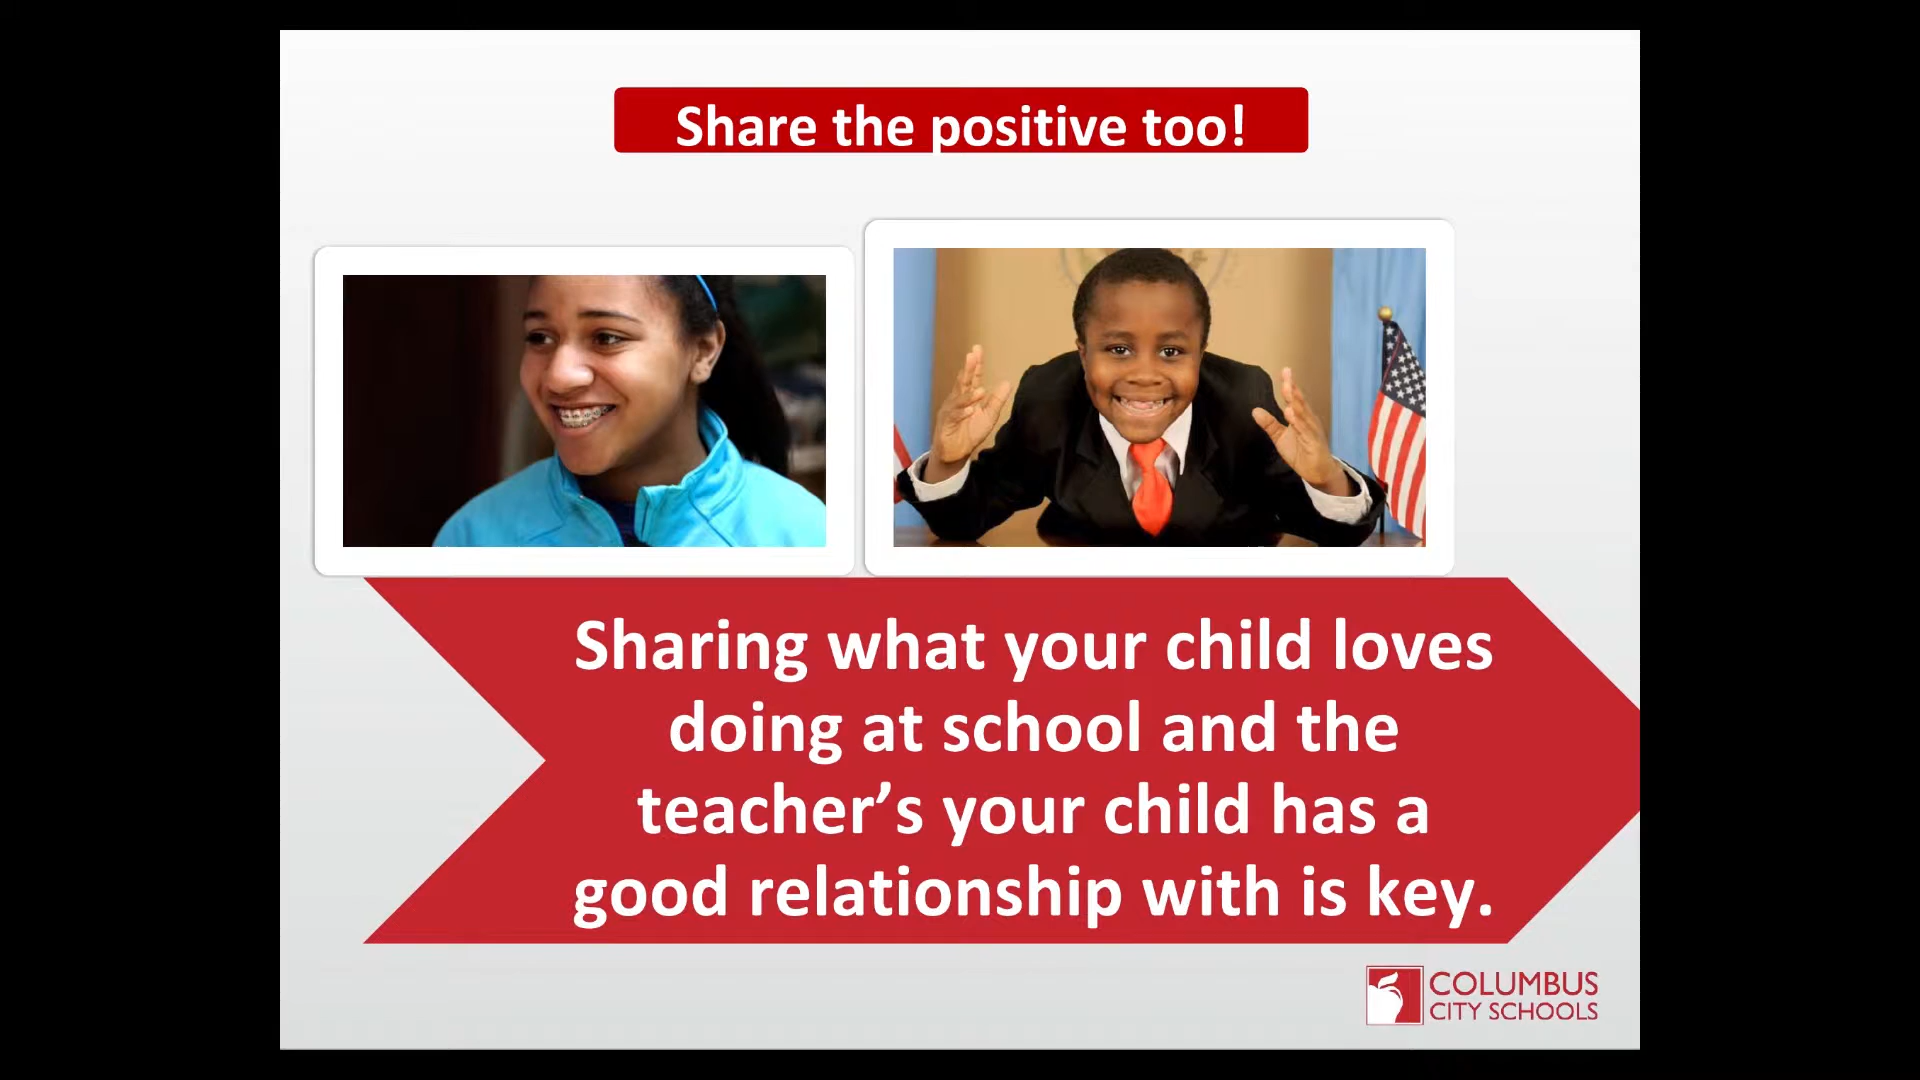 Share the positive too!
Sharing what your child loves
doing at school and the
teacher’s your child has a
good relationship with is key.
COLUMBUS
CITY SCHOOLS